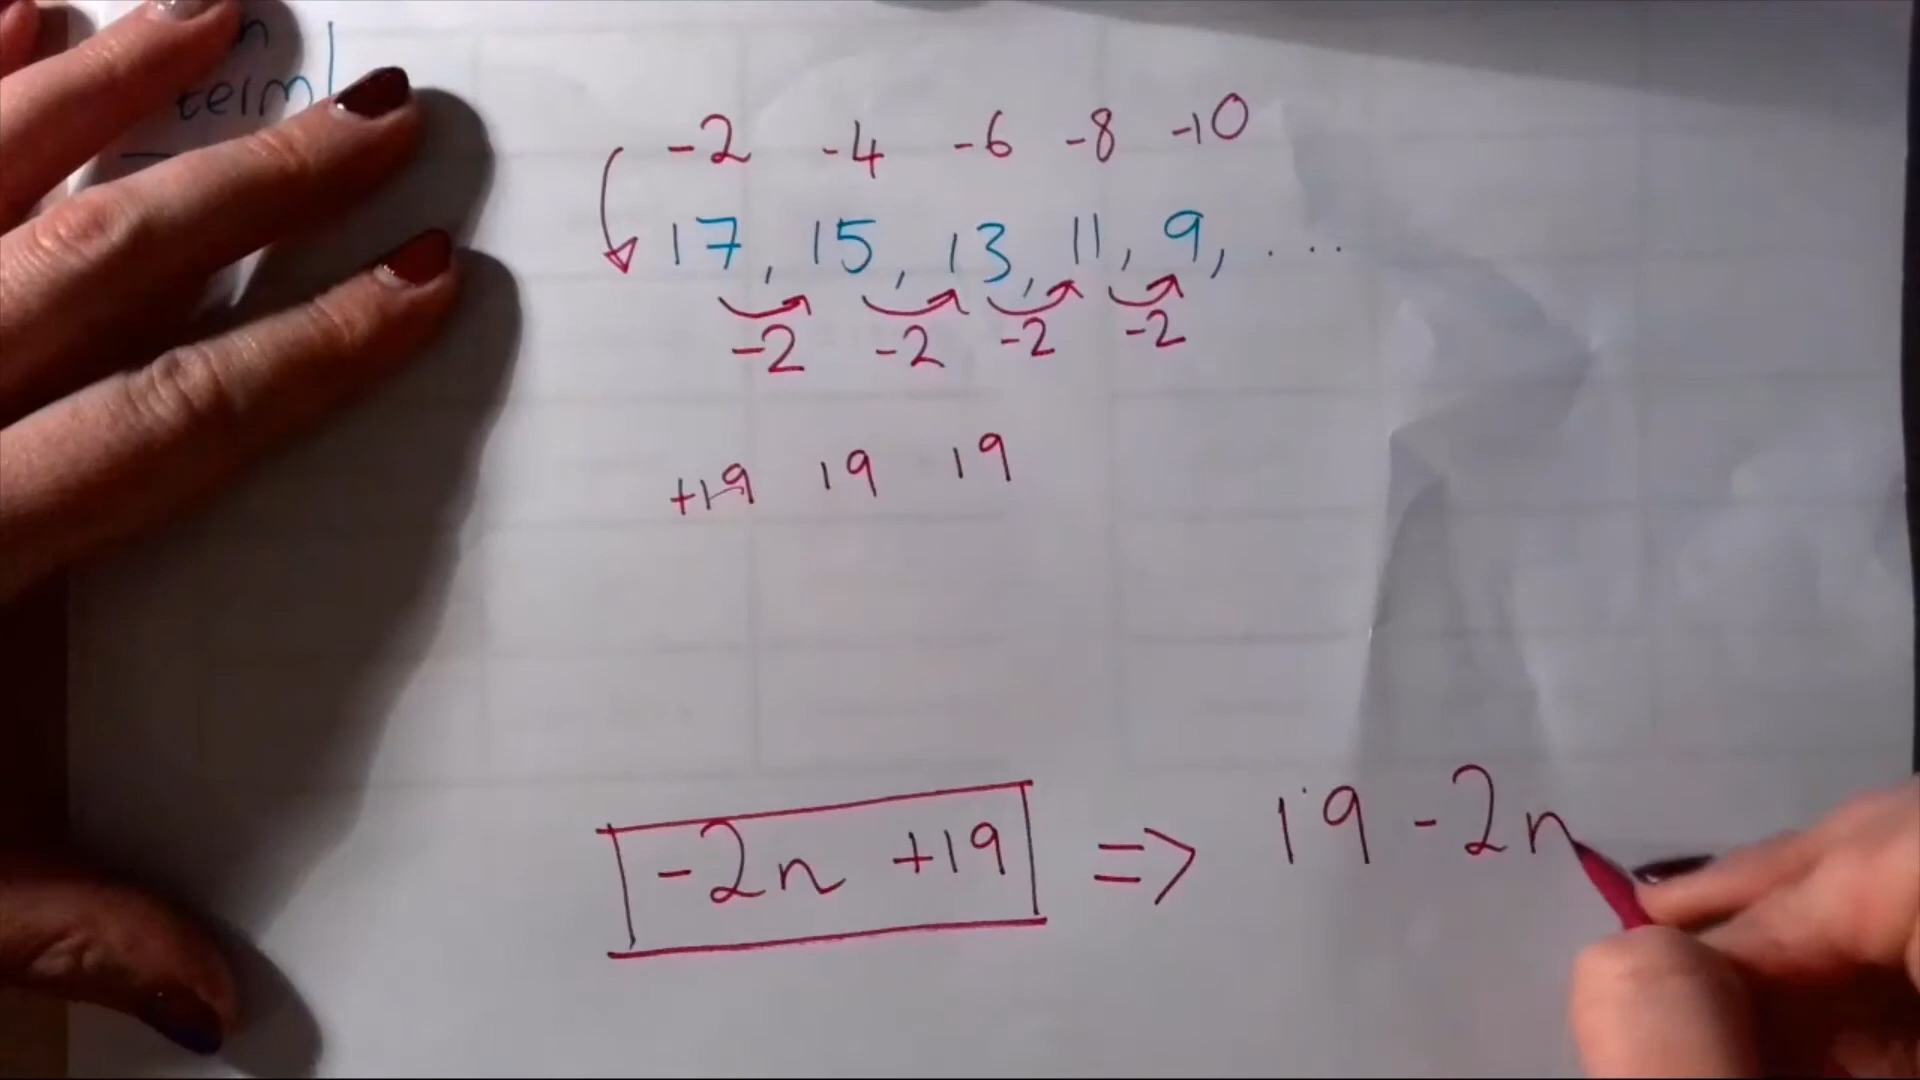 n
term
-2 -4 -6 -8 -10
17, 15, 13, 11, 9, ....
-2 -2 -2 -2
+19 19 19
-2n +19 => 19 -2n